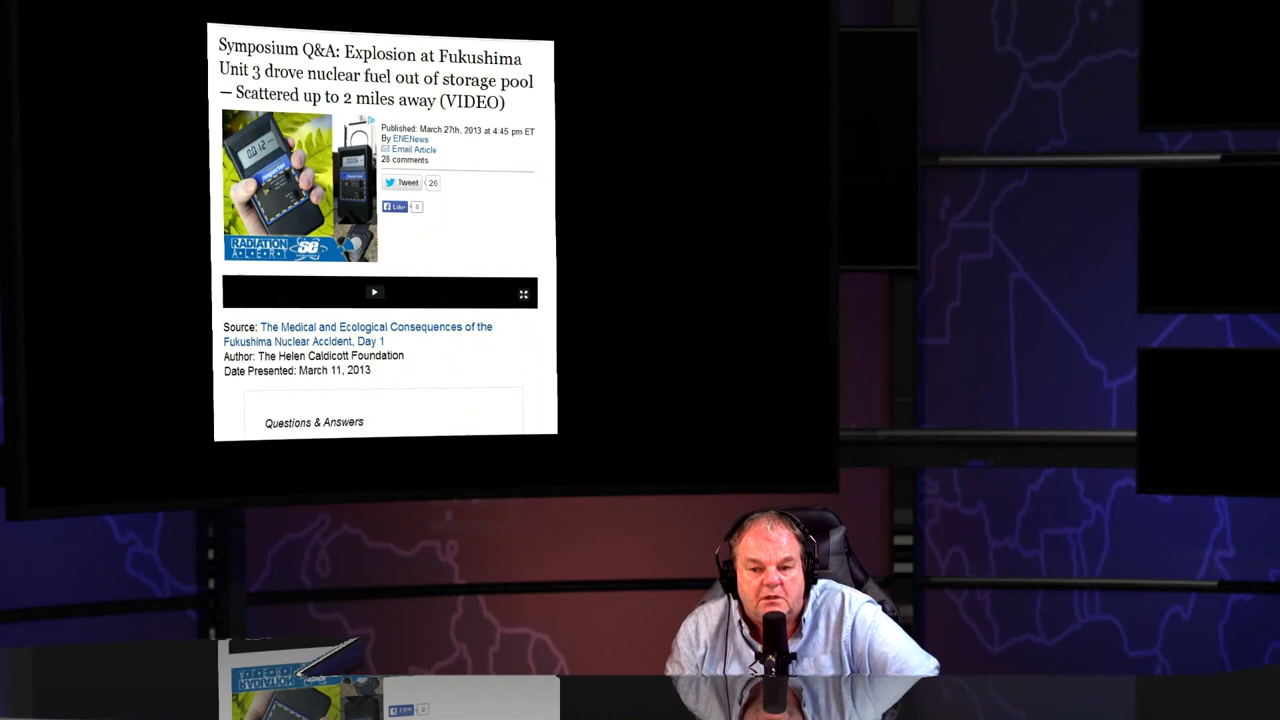 Symposium Q&A: Explosion at Fukushima
Unit 3 drove nuclear fuel out of storage pool
— Scattered up to 2 miles away (VIDEO)
Published: March 27th, 2013 at 4:45 pm ET
By ENENews
Email Article
28 comments
Tweet 26
Like 8
0.012
RADIATION
A•L•E•R•T
se
Source: The Medical and Ecological Consequences of the
Fukushima Nuclear Accident, Day 1
Author: The Helen Caldicott Foundation
Date Presented: March 11, 2013
Questions & Answers